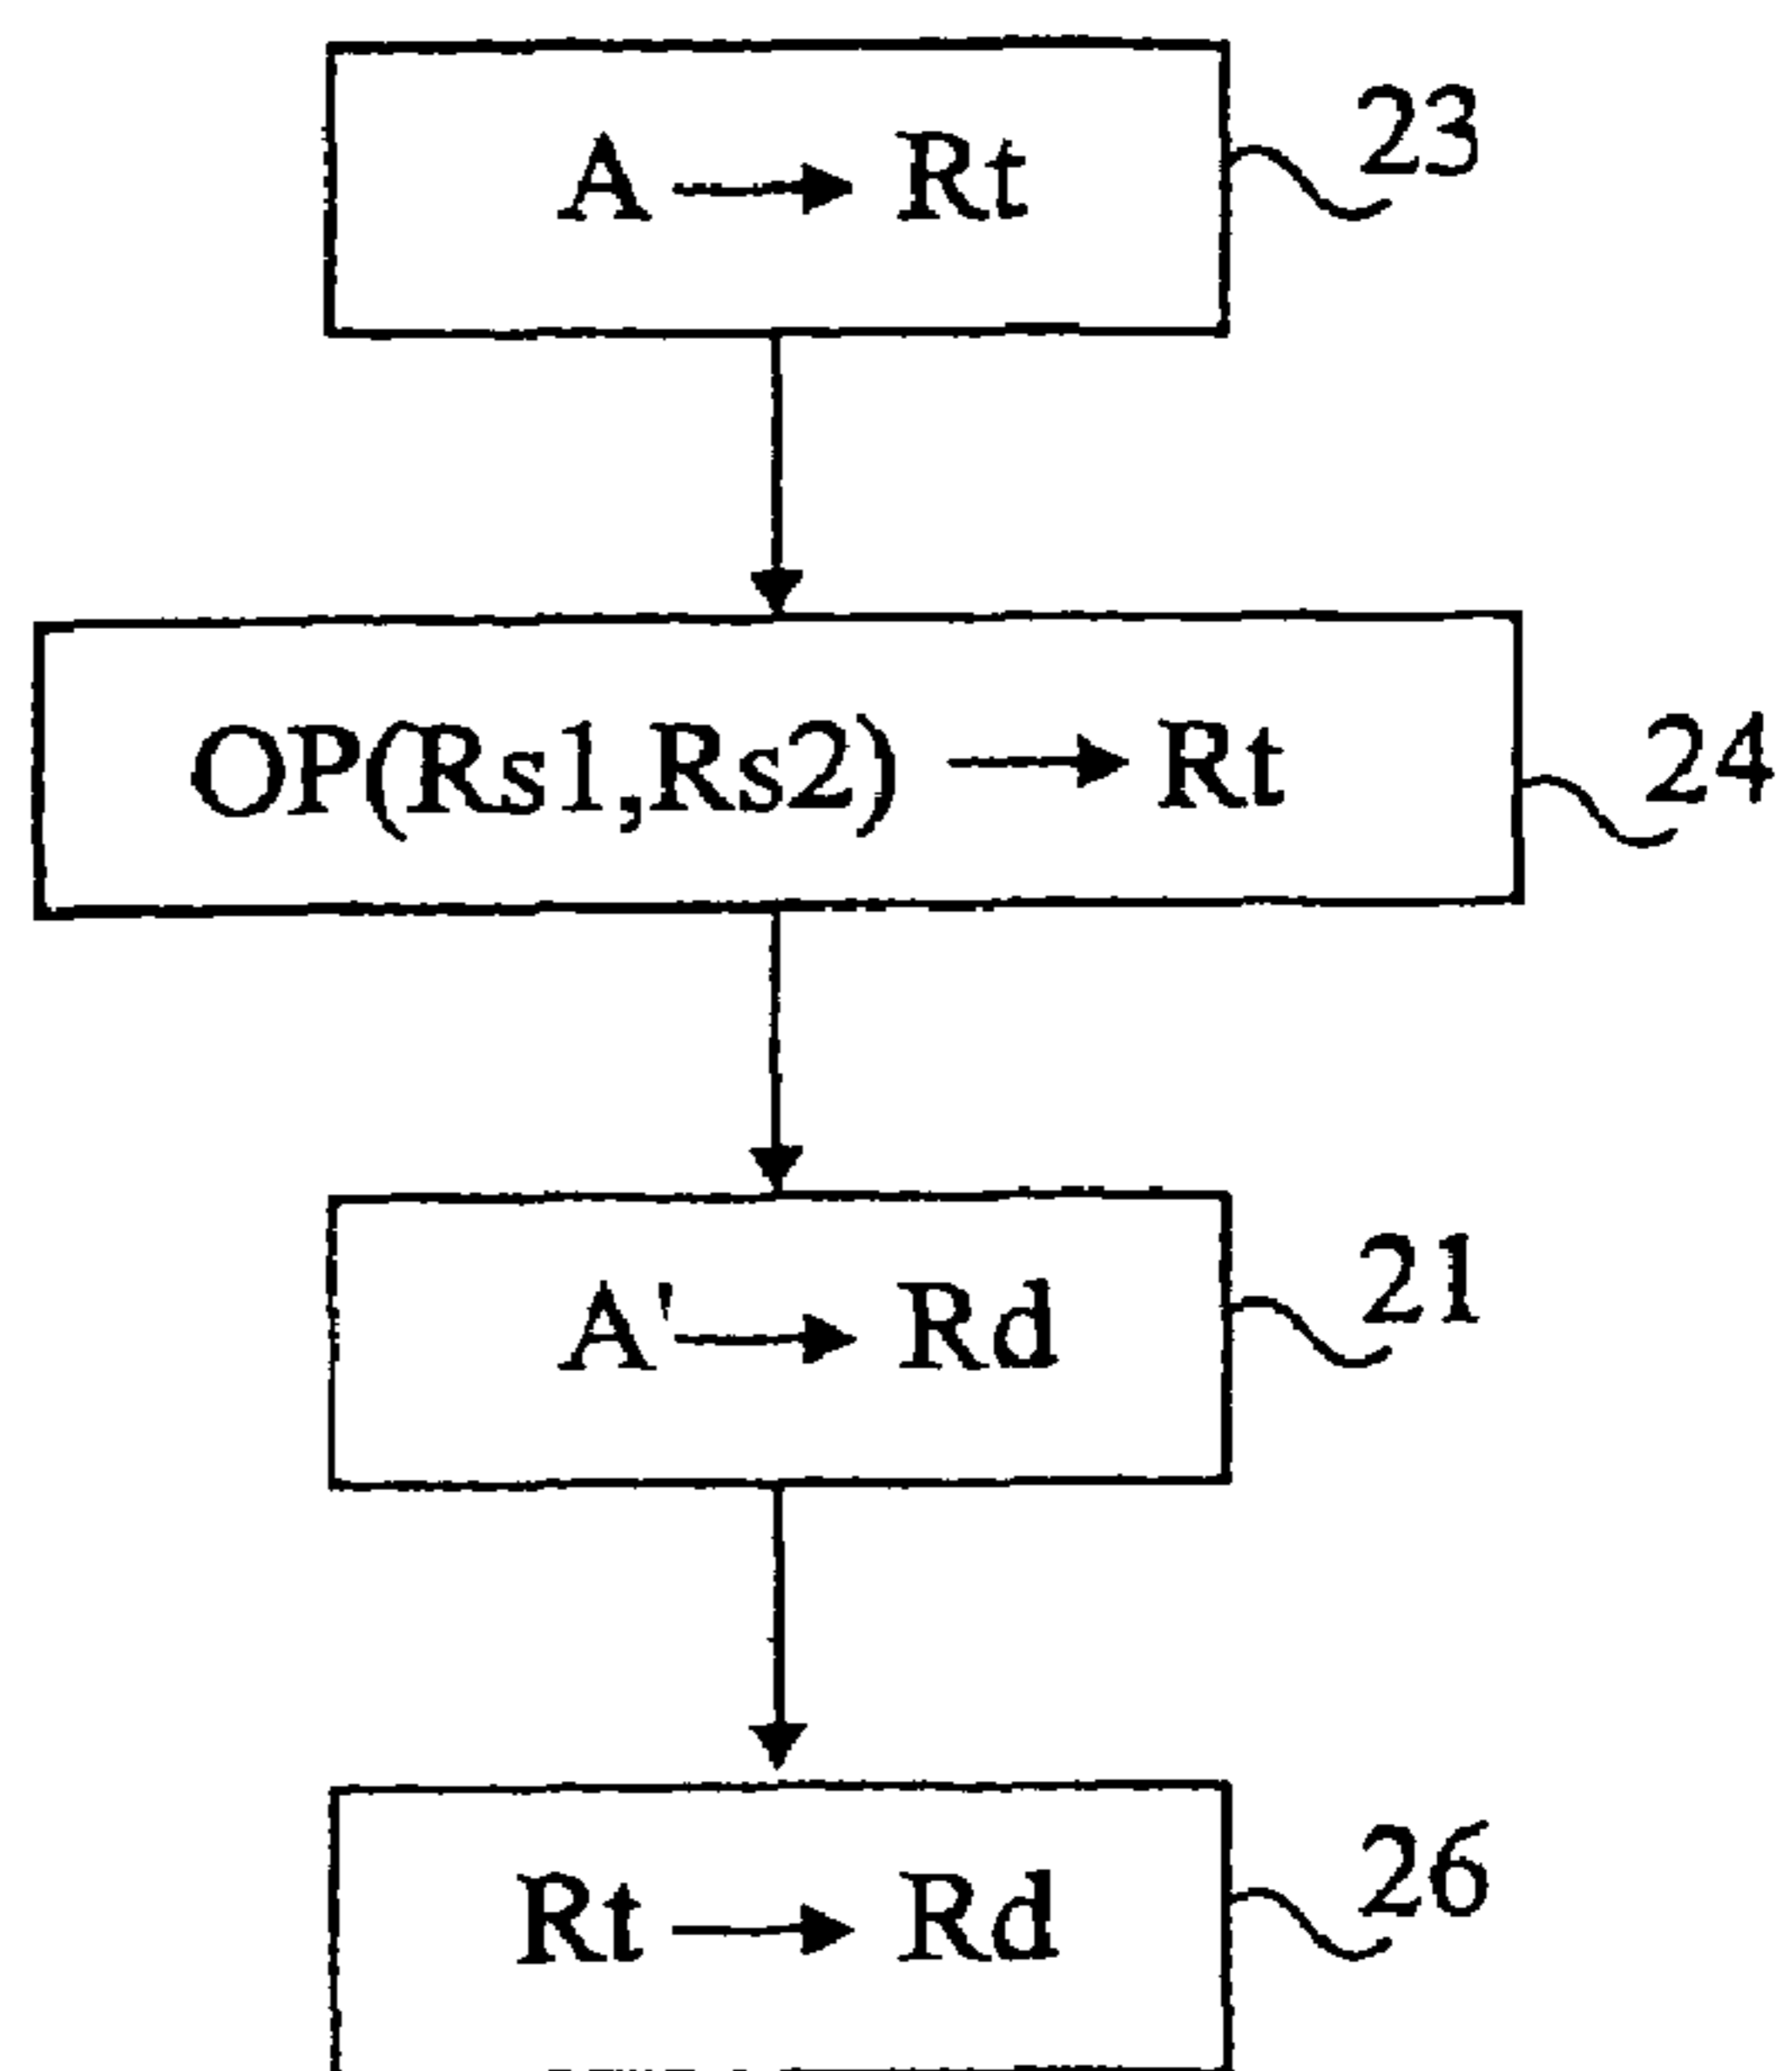 A → Rt 23
OP(Rs1,Rs2) → Rt 24
A' → Rd 21
Rt → Rd 26